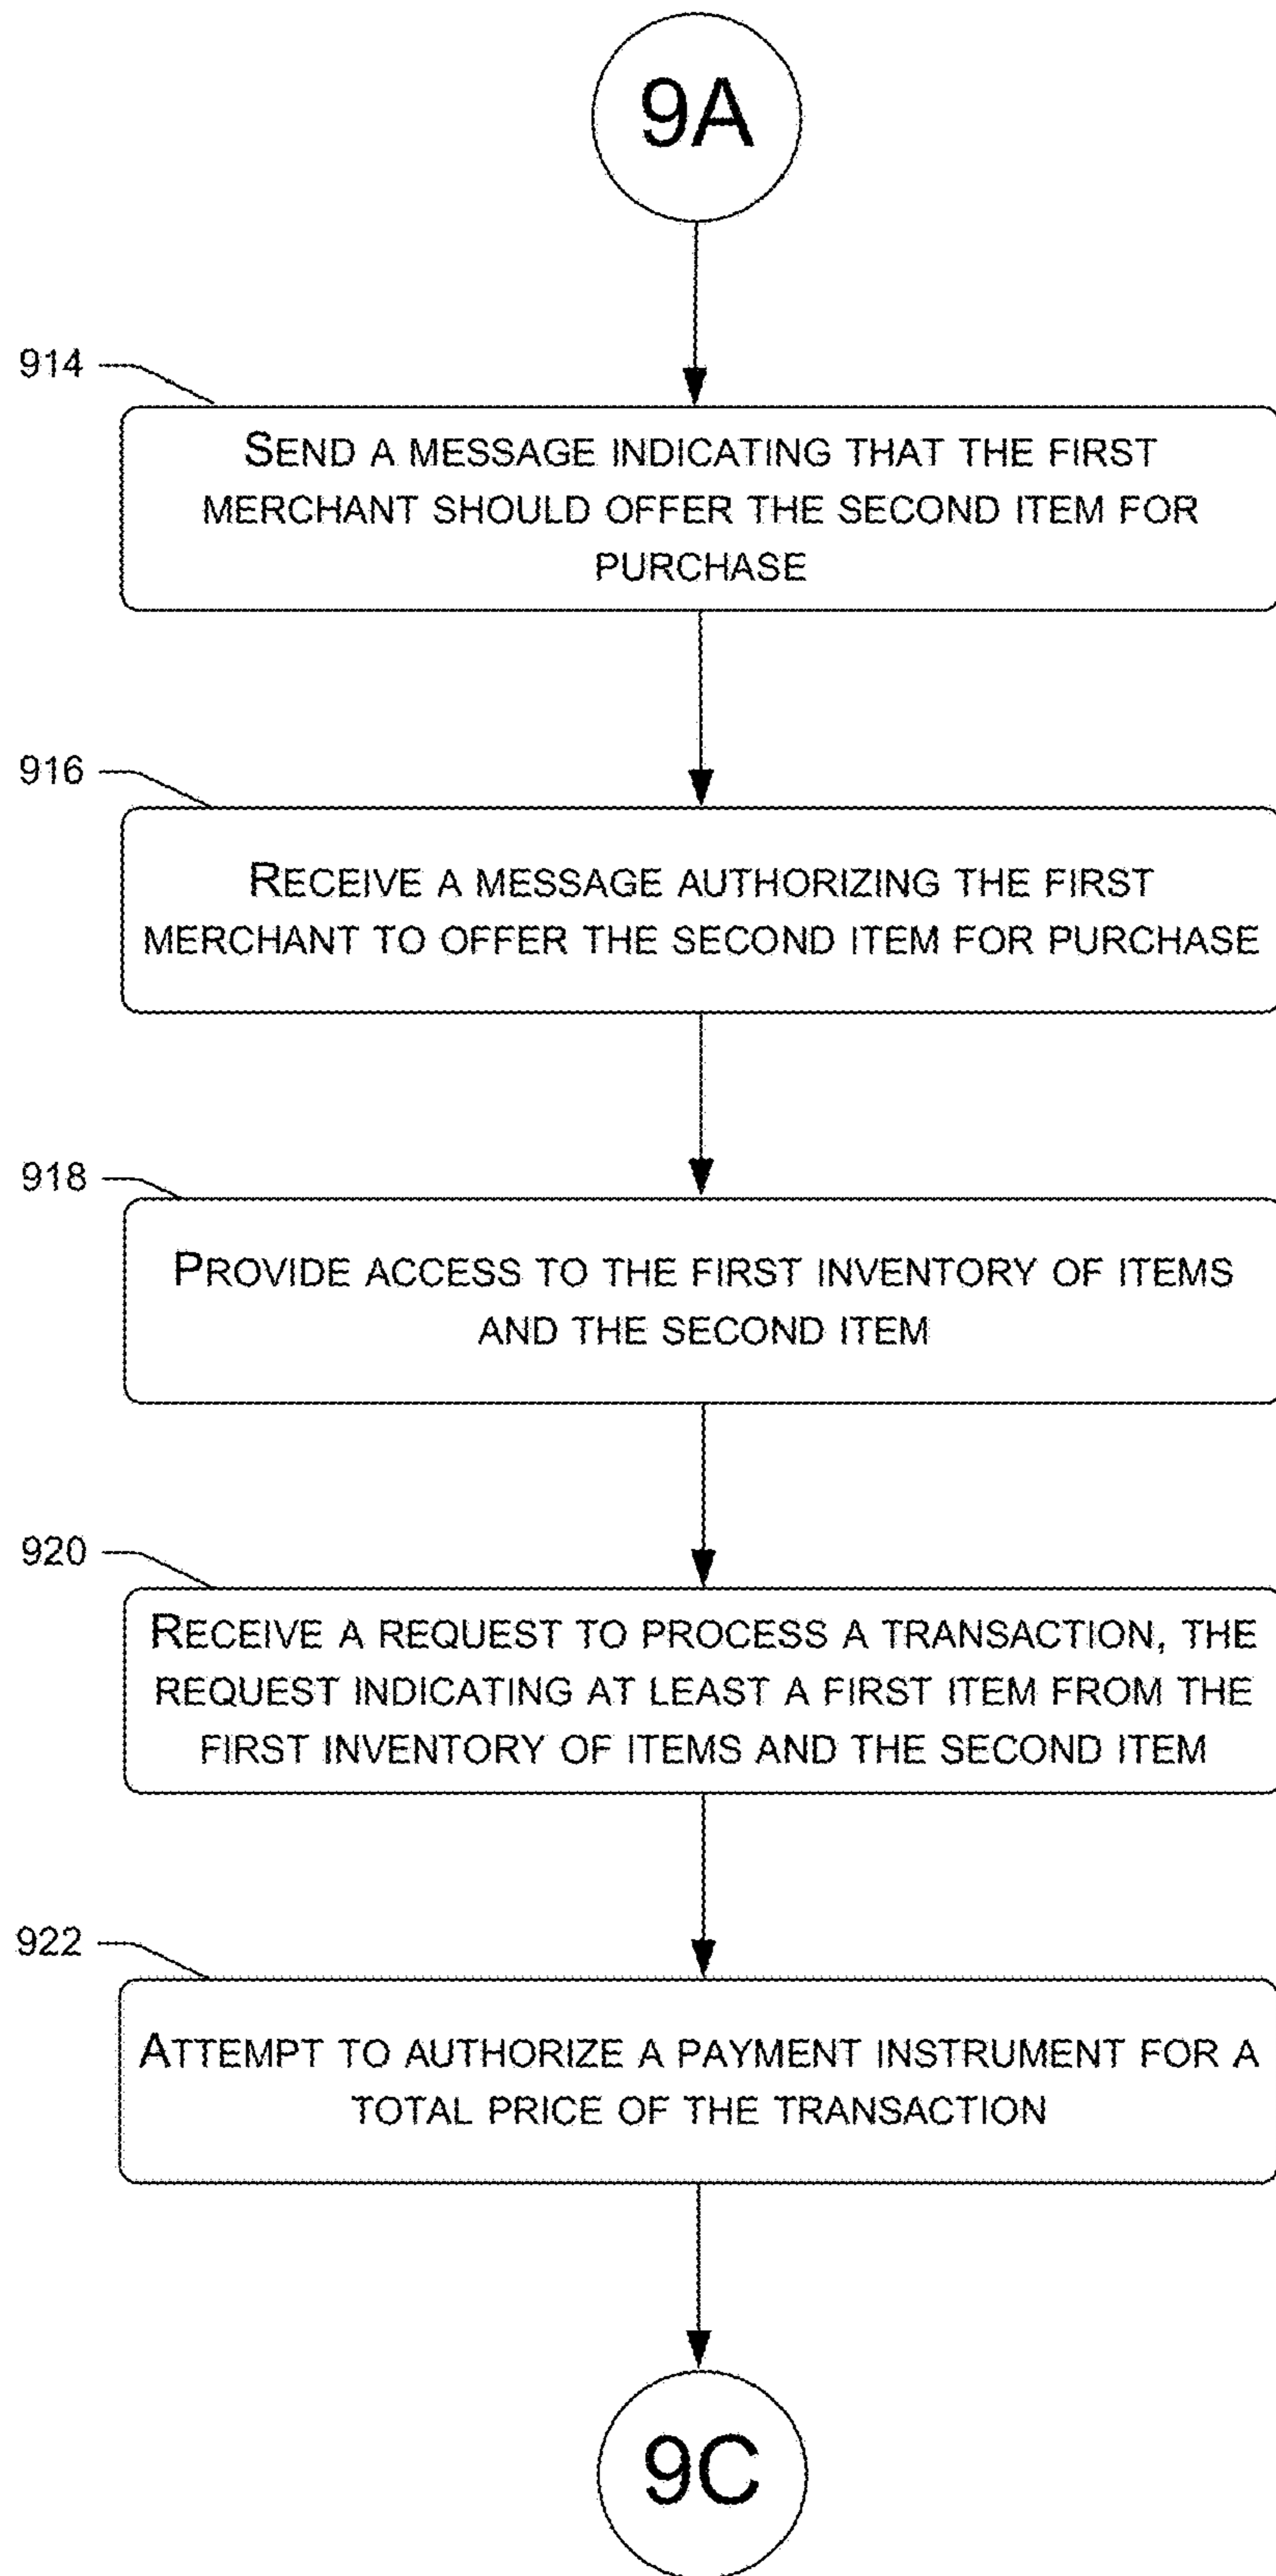 9A
914
SEND A MESSAGE INDICATING THAT THE FIRST
MERCHANT SHOULD OFFER THE SECOND ITEM FOR
PURCHASE
916
RECEIVE A MESSAGE AUTHORIZING THE FIRST
MERCHANT TO OFFER THE SECOND ITEM FOR PURCHASE
918
PROVIDE ACCESS TO THE FIRST INVENTORY OF ITEMS
AND THE SECOND ITEM
920
RECEIVE A REQUEST TO PROCESS A TRANSACTION, THE
REQUEST INDICATING AT LEAST A FIRST ITEM FROM THE
FIRST INVENTORY OF ITEMS AND THE SECOND ITEM
922
ATTEMPT TO AUTHORIZE A PAYMENT INSTRUMENT FOR A
TOTAL PRICE OF THE TRANSACTION
9C